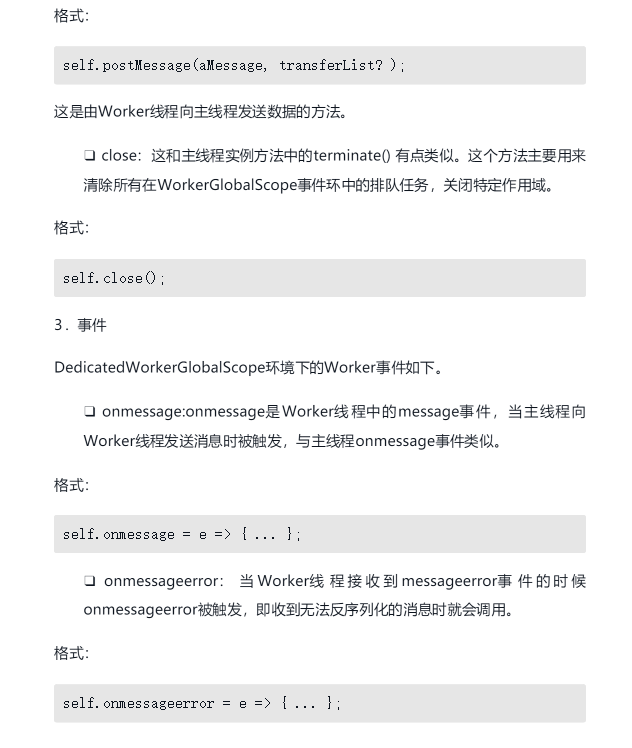 格式：
self.postMessage(aMessage, transferList? );
这是由Worker线程向主线程发送数据的方法。
❑ close：这和主线程实例方法中的terminate() 有点类似。这个方法主要用来
清除所有在WorkerGlobalScope事件环中的排队任务，关闭特定作用域。
格式：
self.close();
3．事件
DedicatedWorkerGlobalScope环境下的Worker事件如下。
❑ onmessage:onmessage是Worker线程中的message事件，当主线程向
Worker线程发送消息时被触发，与主线程onmessage事件类似。
格式：
self.onmessage = e => { ... };
❑ onmessageerror： 当Worker线程接收到messageerror事件的时候
onmessageerror被触发，即收到无法反序列化的消息时就会调用。
格式：
self.onmessageerror = e => { ... };